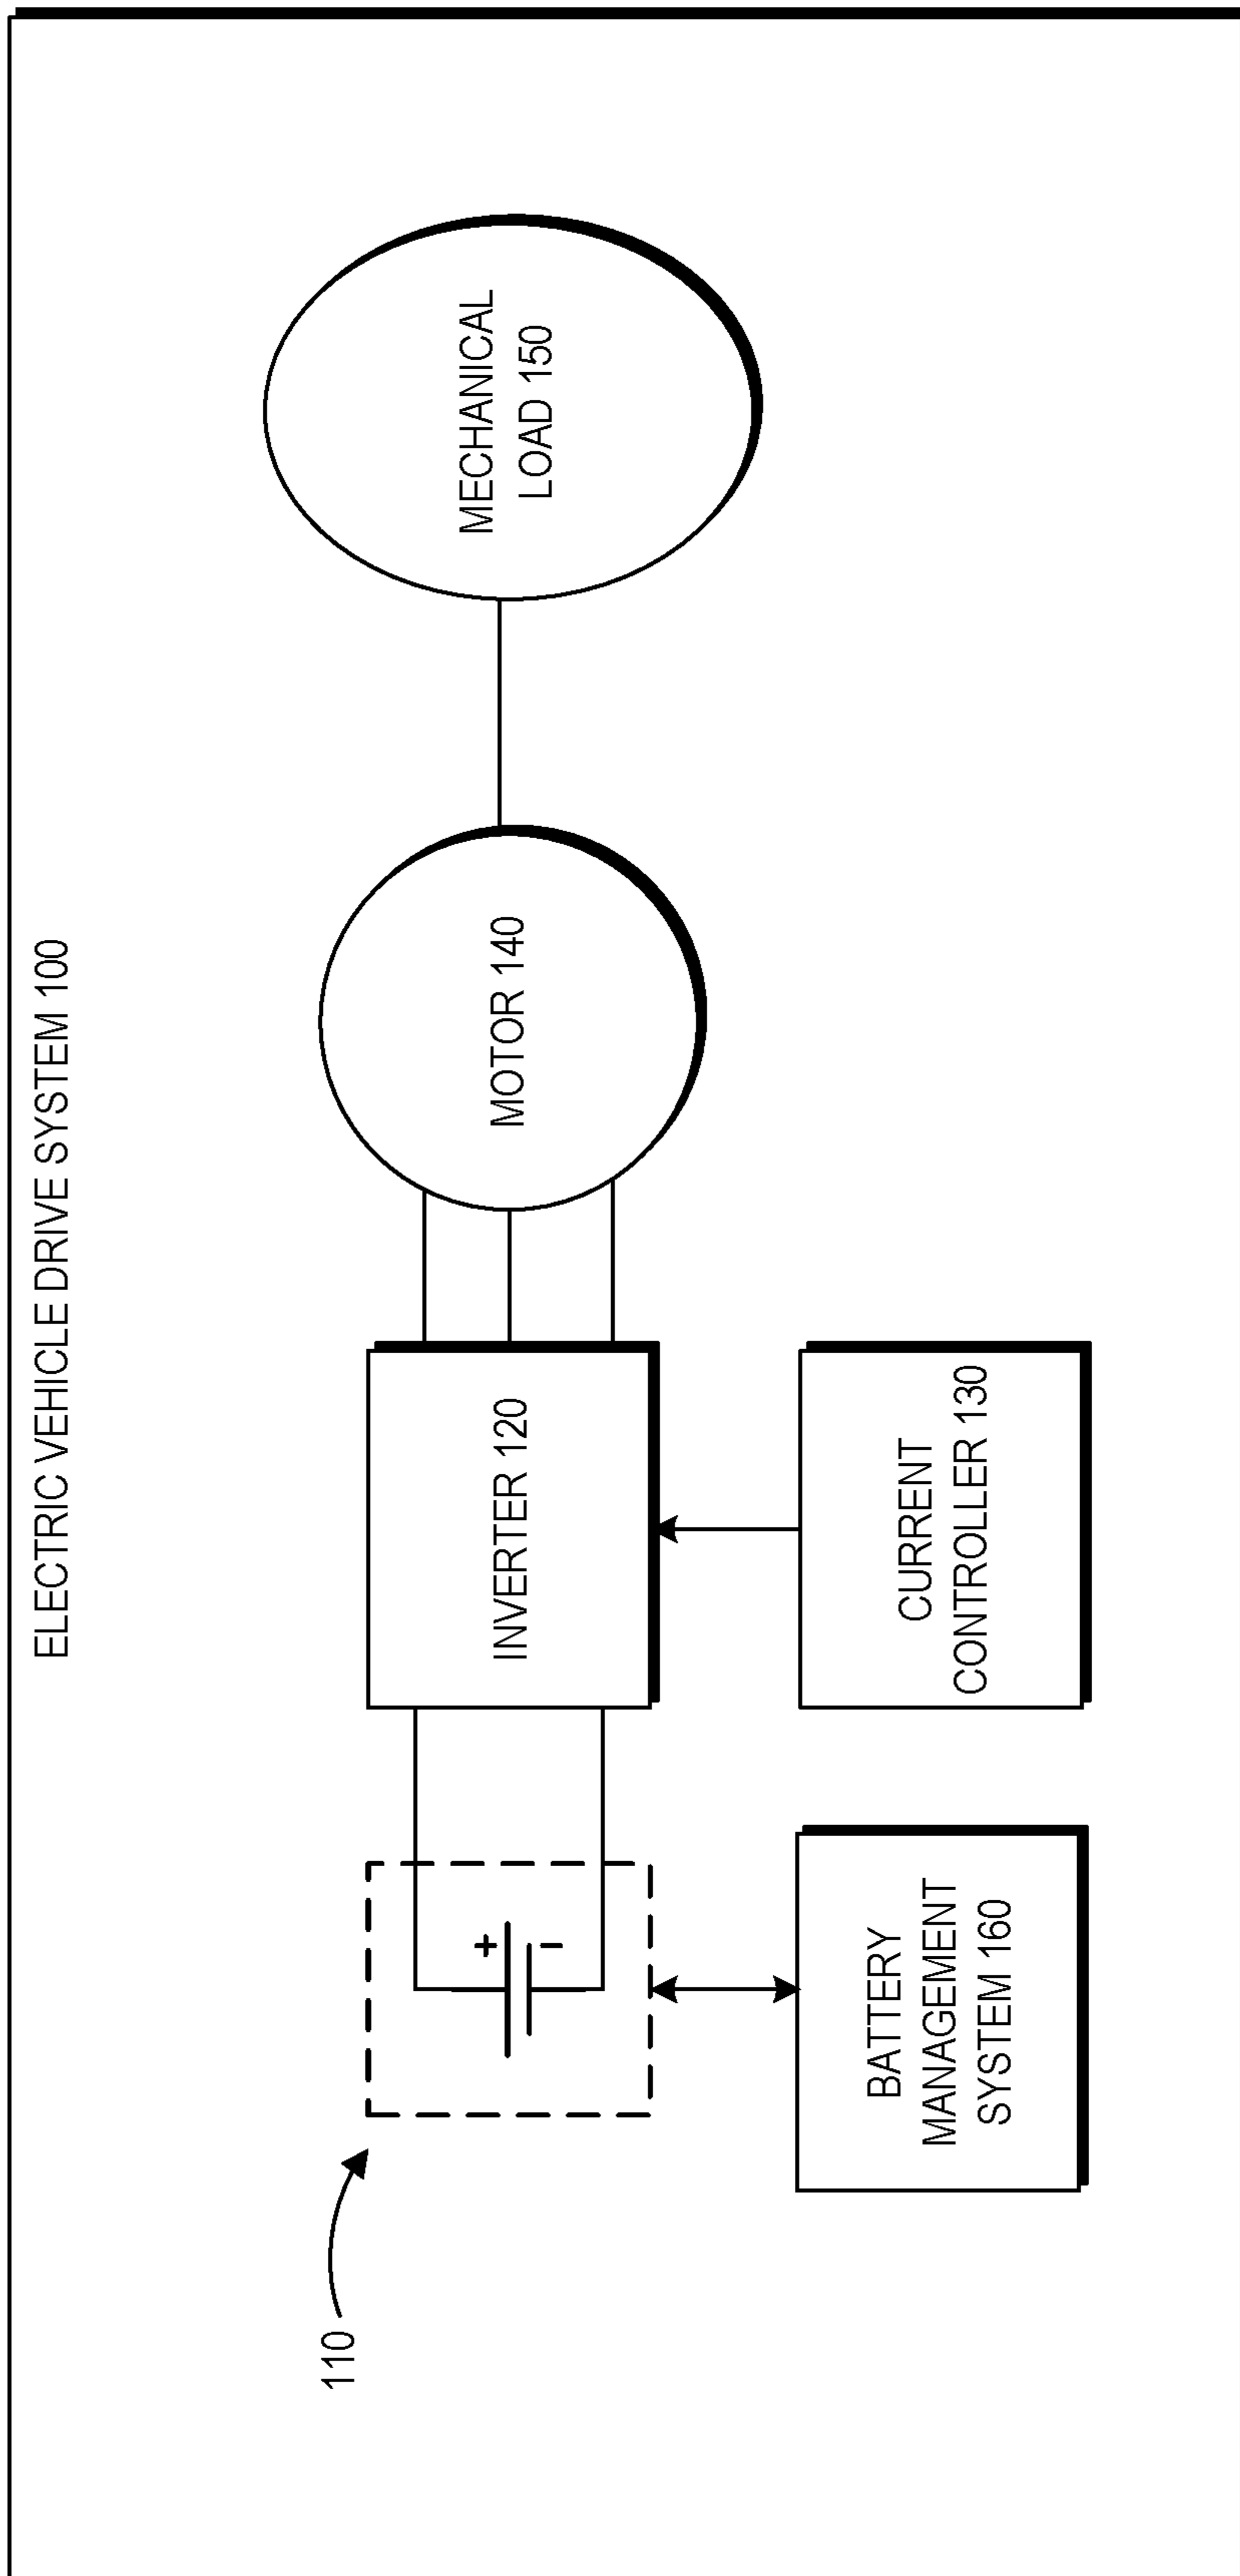 ELECTRIC VEHICLE DRIVE SYSTEM 100
110
+
-
INVERTER 120
MOTOR 140
MECHANICAL
LOAD 150
BATTERY
MANAGEMENT
SYSTEM 160
CURRENT
CONTROLLER 130